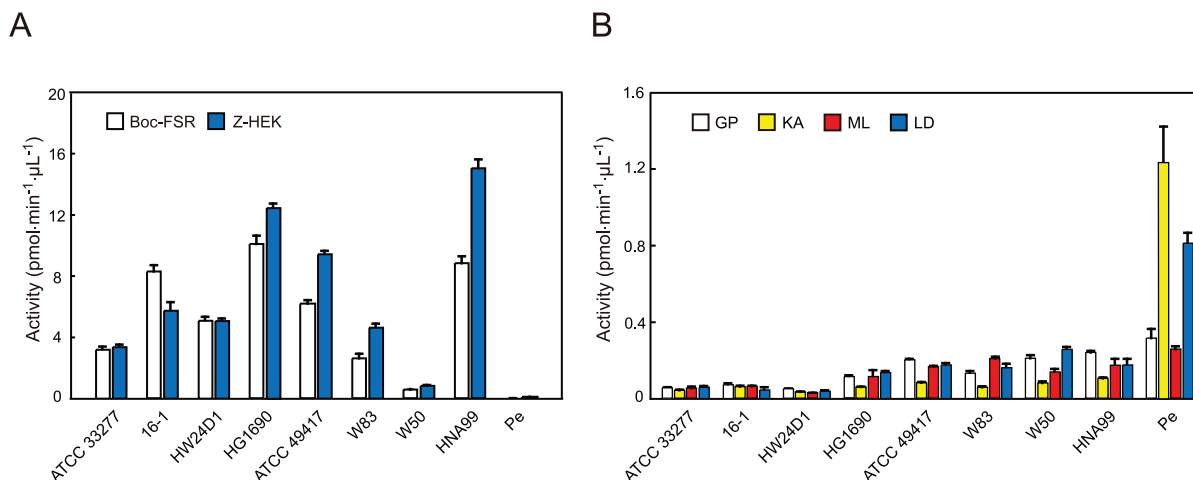 A
Activity (pmol·min⁻¹·µL⁻¹)
20
16
12
8
4
0
Boc-FSR
Z-HEK
ATCC 33277
16-1
HW24D1
HG1690
ATCC 49417
W83
W50
HNA99
Pe
B
Activity (pmol·min⁻¹·µL⁻¹)
1.6
1.2
0.8
0.4
0
GP
KA
ML
LD
ATCC 33277
16-1
HW24D1
HG1690
ATCC 49417
W83
W50
HNA99
Pe